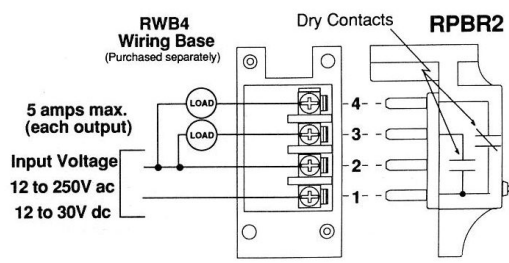 RWB4
Wiring Base
(Purchased separately)
Dry Contacts
RPBR2
5 amps max.
(each output)
Input Voltage
12 to 250V ac
12 to 30V dc
LOAD
LOAD
4
3
2
1